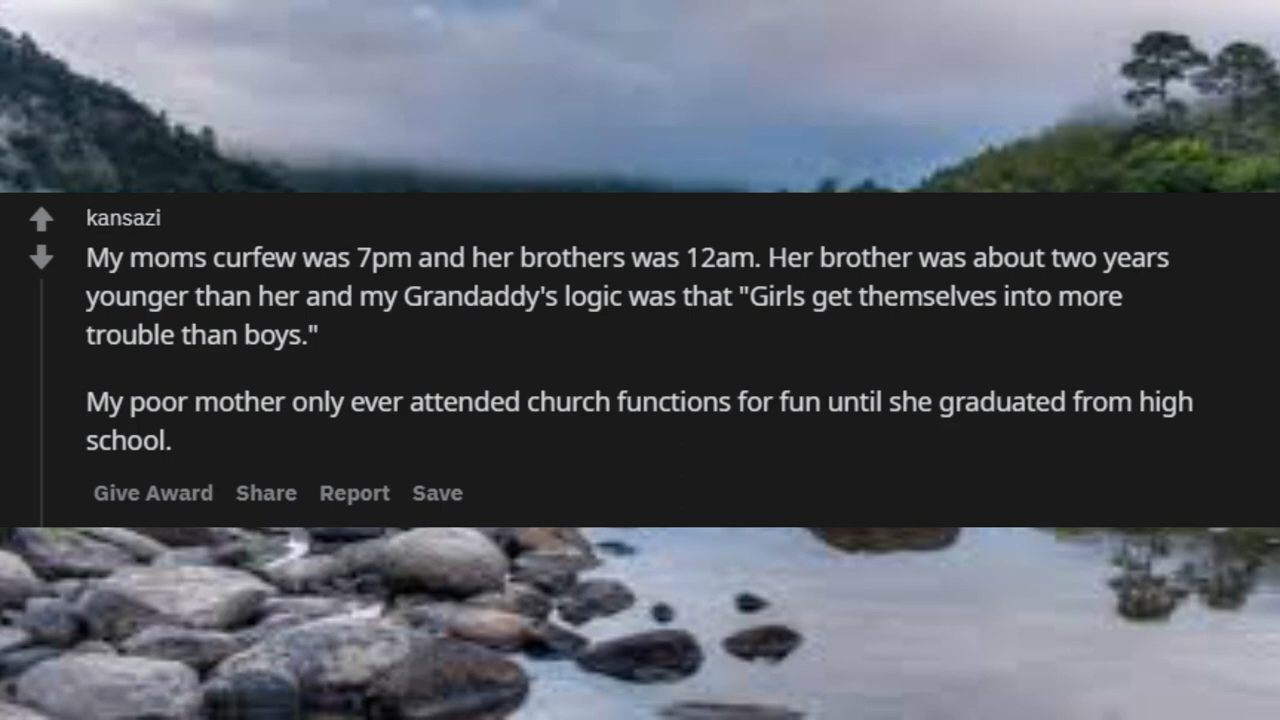 kansazi
My moms curfew was 7pm and her brothers was 12am. Her brother was about two years
younger than her and my Grandaddy's logic was that "Girls get themselves into more
trouble than boys."
My poor mother only ever attended church functions for fun until she graduated from high
school.
Give Award Share Report Save